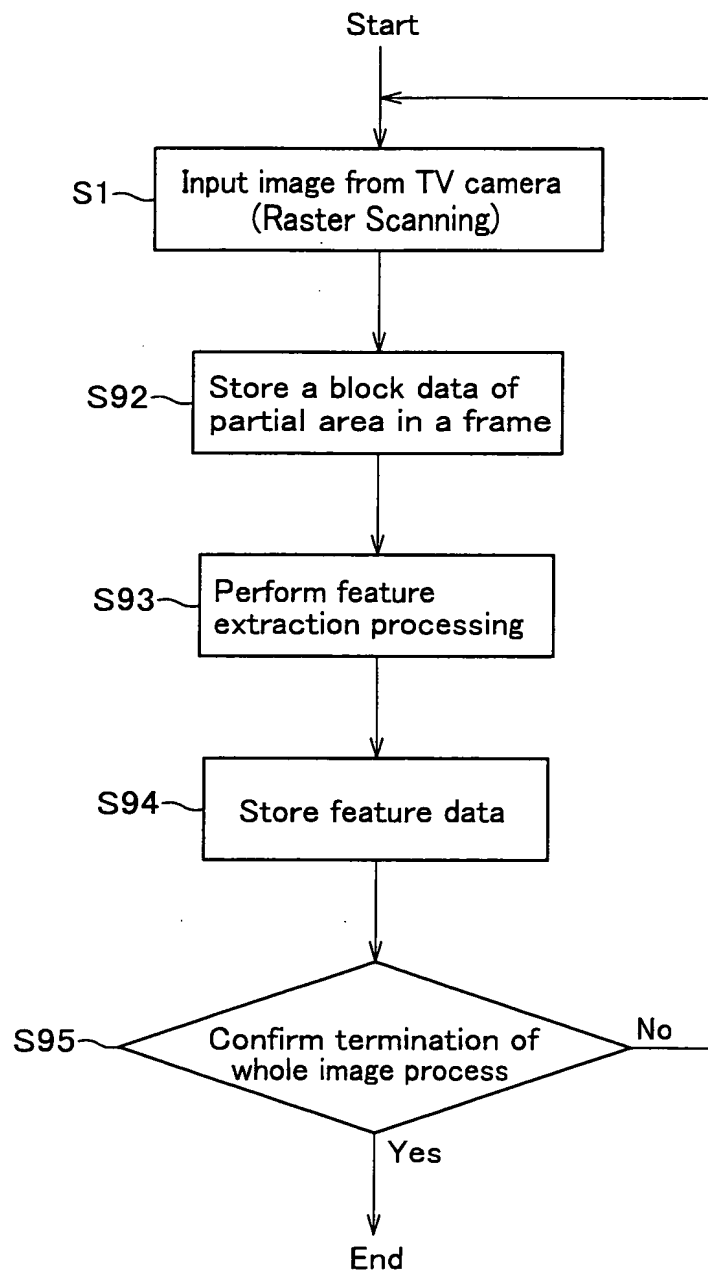 Start
S1
Input image from TV camera
(Raster Scanning)
S92
Store a block data of
partial area in a frame
S93
Perform feature
extraction processing
S94
Store feature data
S95
Confirm termination of
whole image process
No
Yes
End